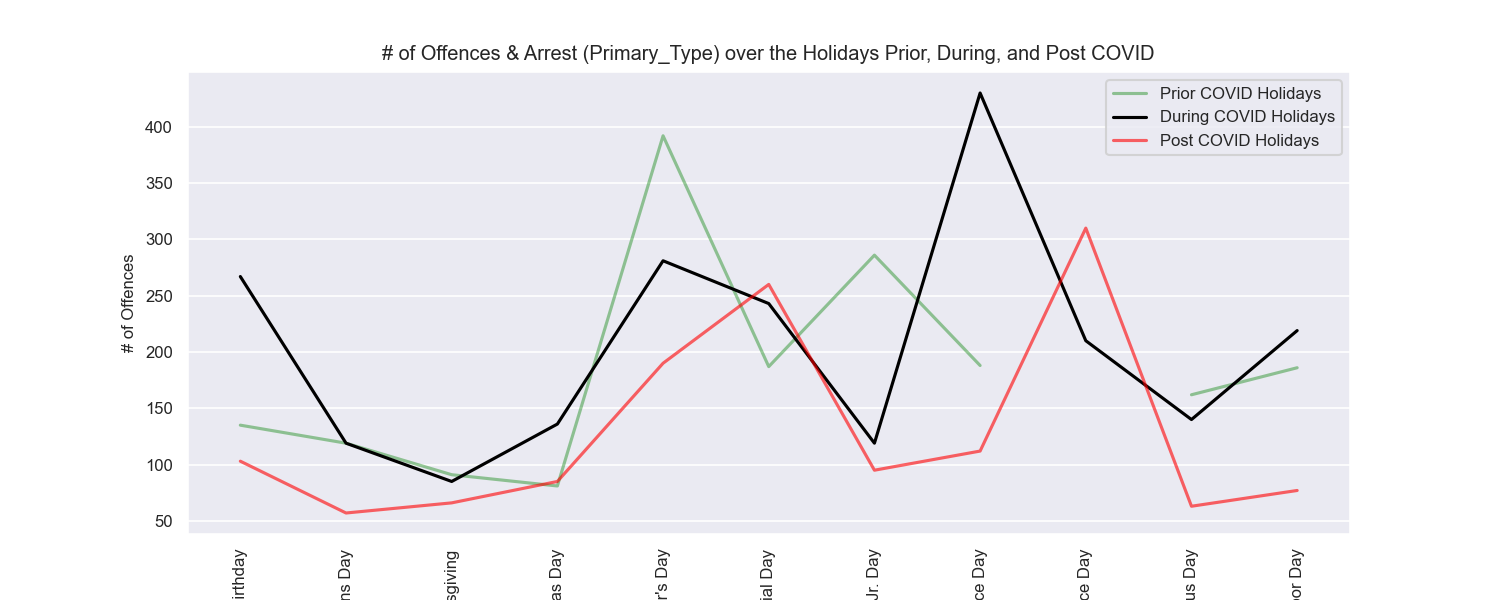 # of Offences & Arrest (Primary_Type) over the Holidays Prior, During, and Post COVID
Prior COVID Holidays
During COVID Holidays
Post COVID Holidays
# of Offences
400
350
300
250
200
150
100
50
irthday
ns Day
sgiving
as Day
r's Day
ial Day
Jr. Day
ce Day
ce Day
us Day
or Day